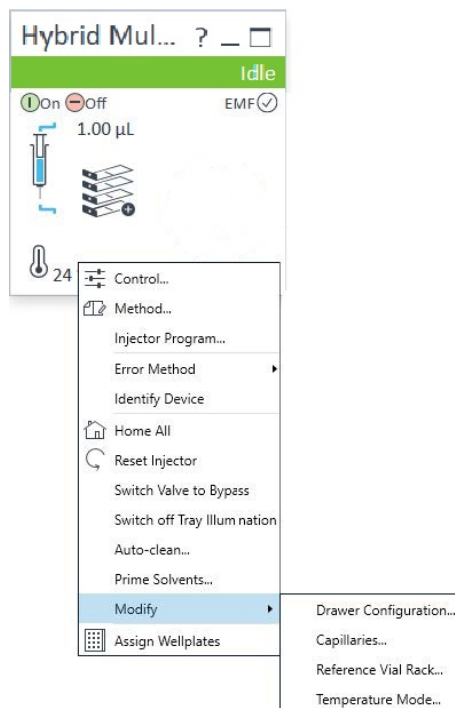 Hybrid Mul... ? _
Idle
On Off EMF
1.00 µL
24
Control...
Method...
Injector Program...
Error Method
Identify Device
Home All
Reset Injector
Switch Valve to Bypass
Switch off Tray Illum nation
Auto-clean...
Prime Solvents...
Modify
Assign Wellplates
Drawer Configuration...
Capillaries...
Reference Vial Rack...
Temperature Mode...